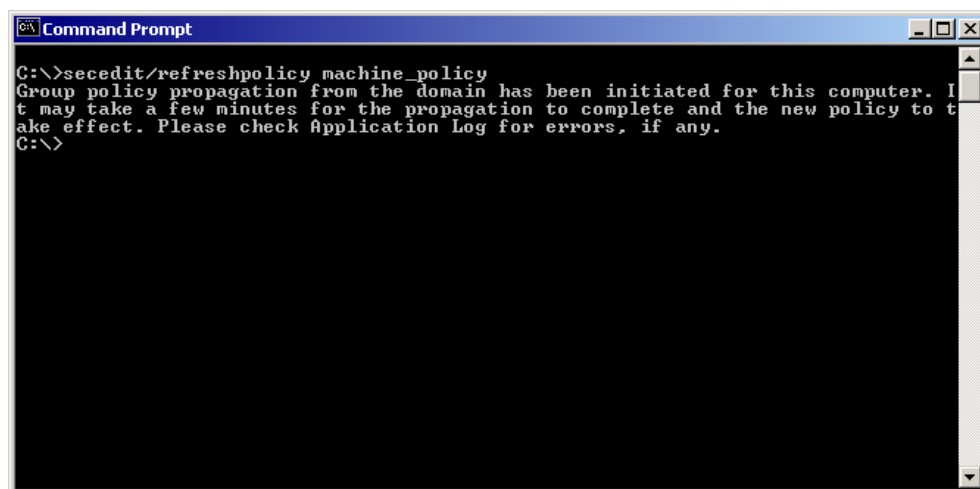 Command Prompt
C:\>secedit/refreshpolicy machine_policy
Group policy propagation from the domain has been initiated for this computer. I
t may take a few minutes for the propagation to complete and the new policy to t
ake effect. Please check Application Log for errors, if any.
C:\>